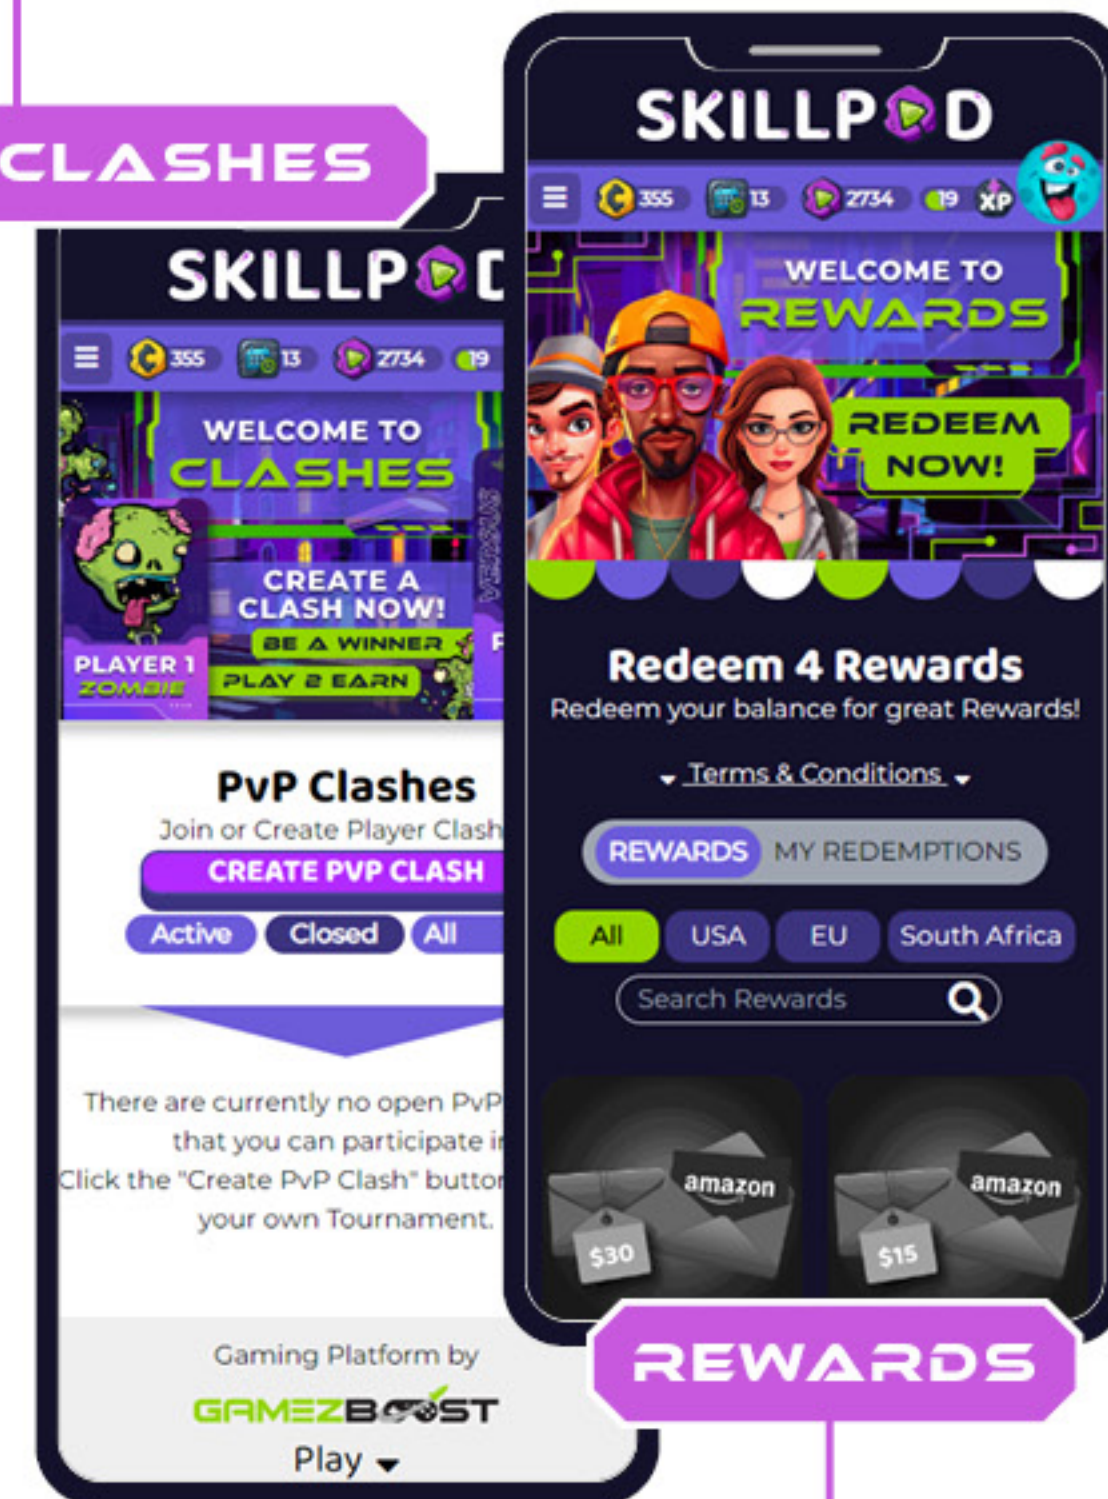 CLASHES
SKILLPOD
355 13 2734 19
WELCOME TO
CLASHES
VERSUS
CREATE A
CLASH NOW!
BE A WINNER
PLAY 2 EARN
PLAYER 1
ZOMBIE
PvP Clashes
Join or Create Player Clash
CREATE PVP CLASH
Active Closed All
There are currently no open PvP
that you can participate
Click the "Create PvP Clash"
your own Tournament.
Gaming Platform by
GAMEZBOOST
Play
SKILLPOD
355 13 2734 19 XP
WELCOME TO
REWARDS
REDEEM
NOW!
Redeem 4 Rewards
Redeem your balance for great Rewards!
Terms & Conditions
REWARDS MY REDEMPTIONS
All USA EU South Africa
Search Rewards
amazon amazon
$30 $15
REWARDS